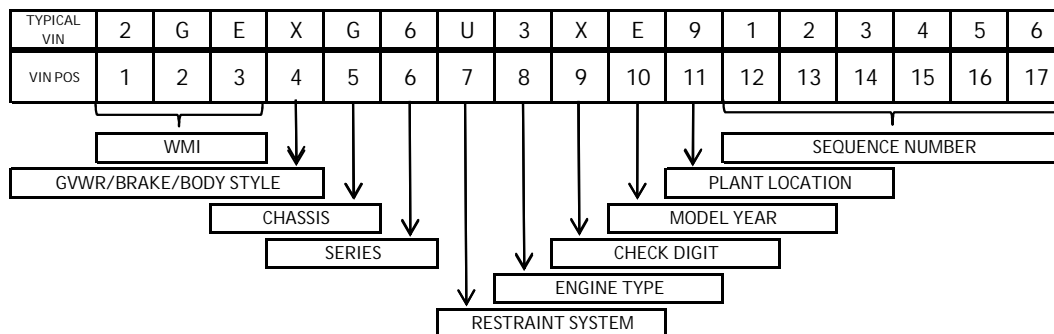 TYPICAL VIN 2 G E X G 6 U 3 X E 9 1 2 3 4 5 6
VIN POS 1 2 3 4 5 6 7 8 9 10 11 12 13 14 15 16 17
WMI SEQUENCE NUMBER
GVWR/BRAKE/BODY STYLE PLANT LOCATION
CHASSIS MODEL YEAR
SERIES CHECK DIGIT
ENGINE TYPE
RESTRAINT SYSTEM